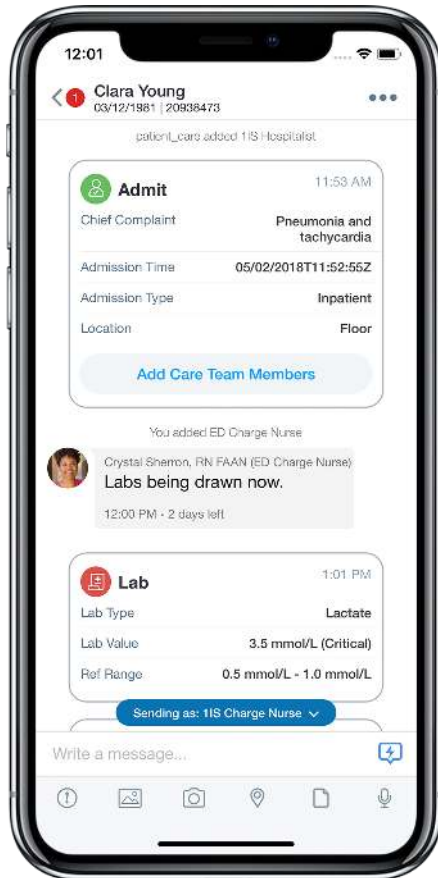 12:01
1
Clara Young
03/12/1981 | 20938473
patient_care added 1IS Hospitalist
Admit
11:53 AM
Chief Complaint
Pneumonia and
tachycardia
Admission Time
05/02/2018T11:52:55Z
Admission Type
Inpatient
Location
Floor
Add Care Team Members
You added ED Charge Nurse
Crystal Sherron, RN FAAN (ED Charge Nurse)
Labs being drawn now.
12:00 PM - 2 days left
Lab
1:01 PM
Lab Type
Lactate
Lab Value
3.5 mmol/L (Critical)
Ref Range
0.5 mmol/L - 1.0 mmol/L
Sending as: 1IS Charge Nurse
Write a message...